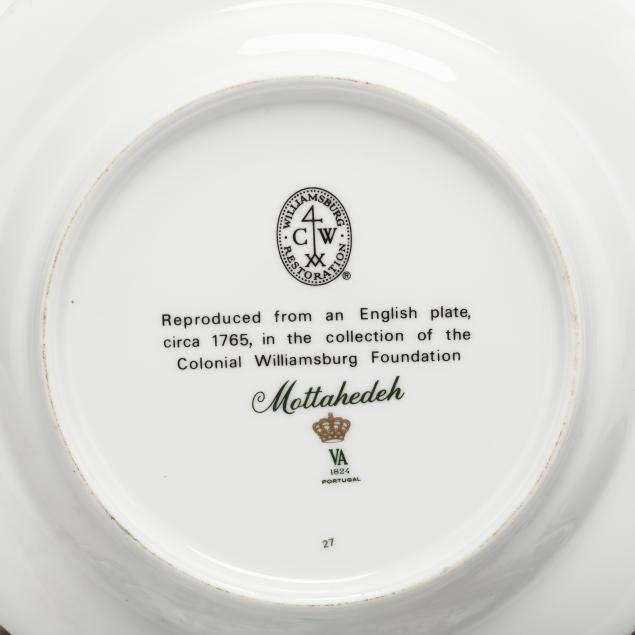 WILLIAMSBURG
C W
RESTORATION
®
Reproduced from an English plate,
circa 1765, in the collection of the
Colonial Williamsburg Foundation
Mottahedeh
VA
1824
PORTUGAL
27